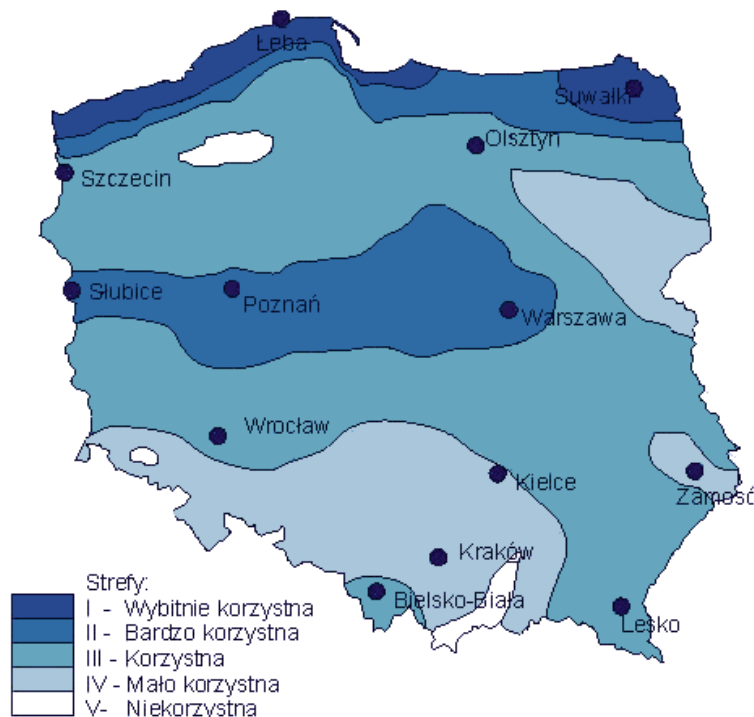 Łeba
Suwałki
Olsztyn
Szczecin
Słubice
Poznań
Warszawa
Wrocław
Kielce
Zamość
Kraków
Bielsko-Biała
Lesko
Strefy:
I - Wybitnie korzystna
II - Bardzo korzystna
III - Korzystna
IV - Mało korzystna
V- Niekorzystna